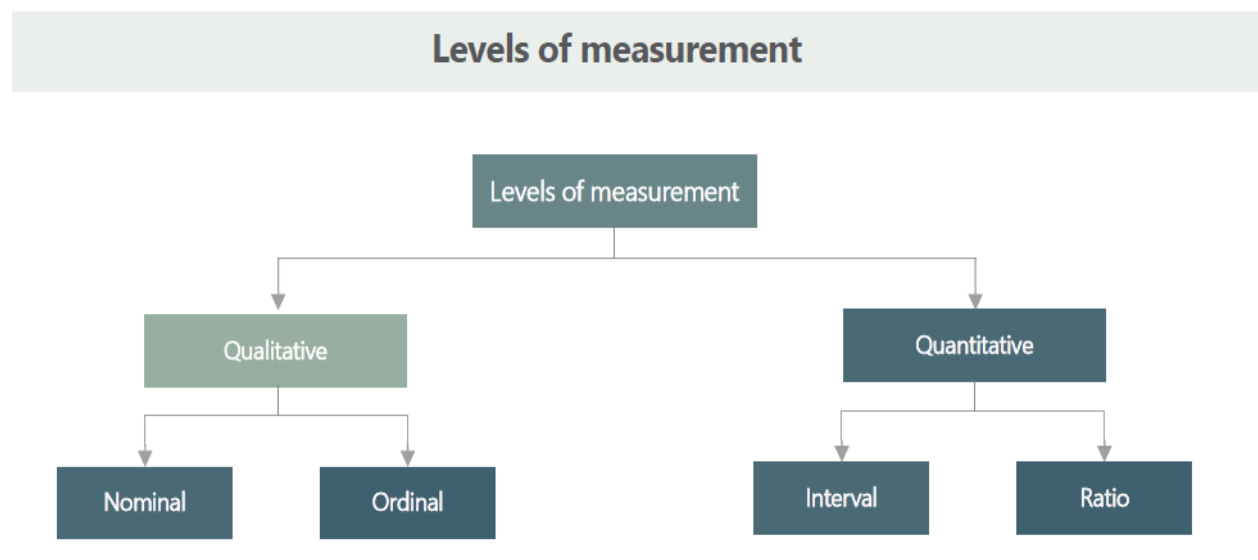 Levels of measurement
Levels of measurement
Qualitative
Quantitative
Nominal
Ordinal
Interval
Ratio